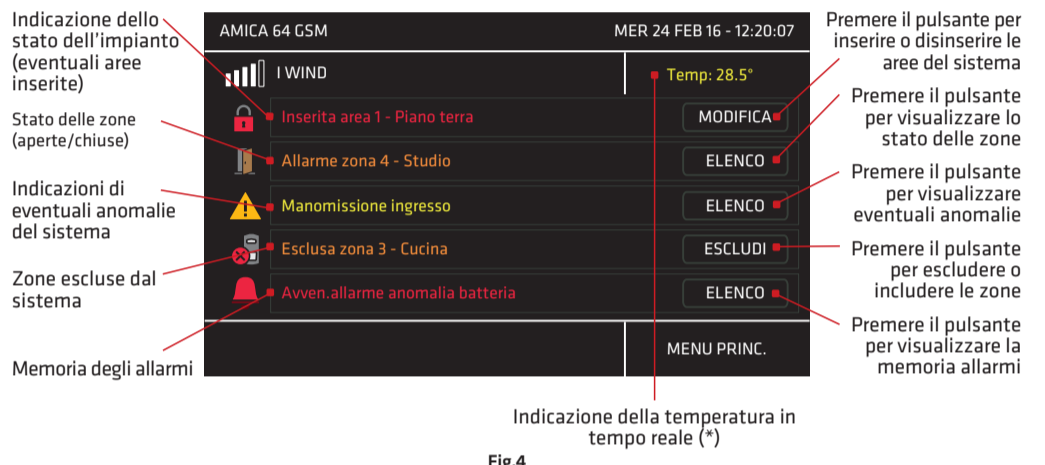 Indicazione dello
stato dell'impianto
(eventuali aree
inserite)
Stato delle zone
(aperte/chiuse)
Indicazioni di
eventuali anomalie
del sistema
Zone escluse dal
sistema
Memoria degli allarmi
AMICA 64 GSM
MER 24 FEB 16 - 12:20:07
I WIND
Temp: 28.5°
Inserita area 1 - Piano terra
MODIFICA
Allarme zona 4 - Studio
ELENCO
Manomissione ingresso
ELENCO
Esclusa zona 3 - Cucina
ESCLUDI
Avven.allarme anomalia batteria
ELENCO
MENU PRINC.
Premere il pulsante per
inserire o disinserire le
aree del sistema
Premere il pulsante
per visualizzare lo
stato delle zone
Premere il pulsante
per visualizzare
eventuali anomalie
Premere il pulsante
per escludere o
includere le zone
Premere il pulsante
per visualizzare la
memoria allarmi
Indicazione della temperatura in
tempo reale (*)
Fig.4